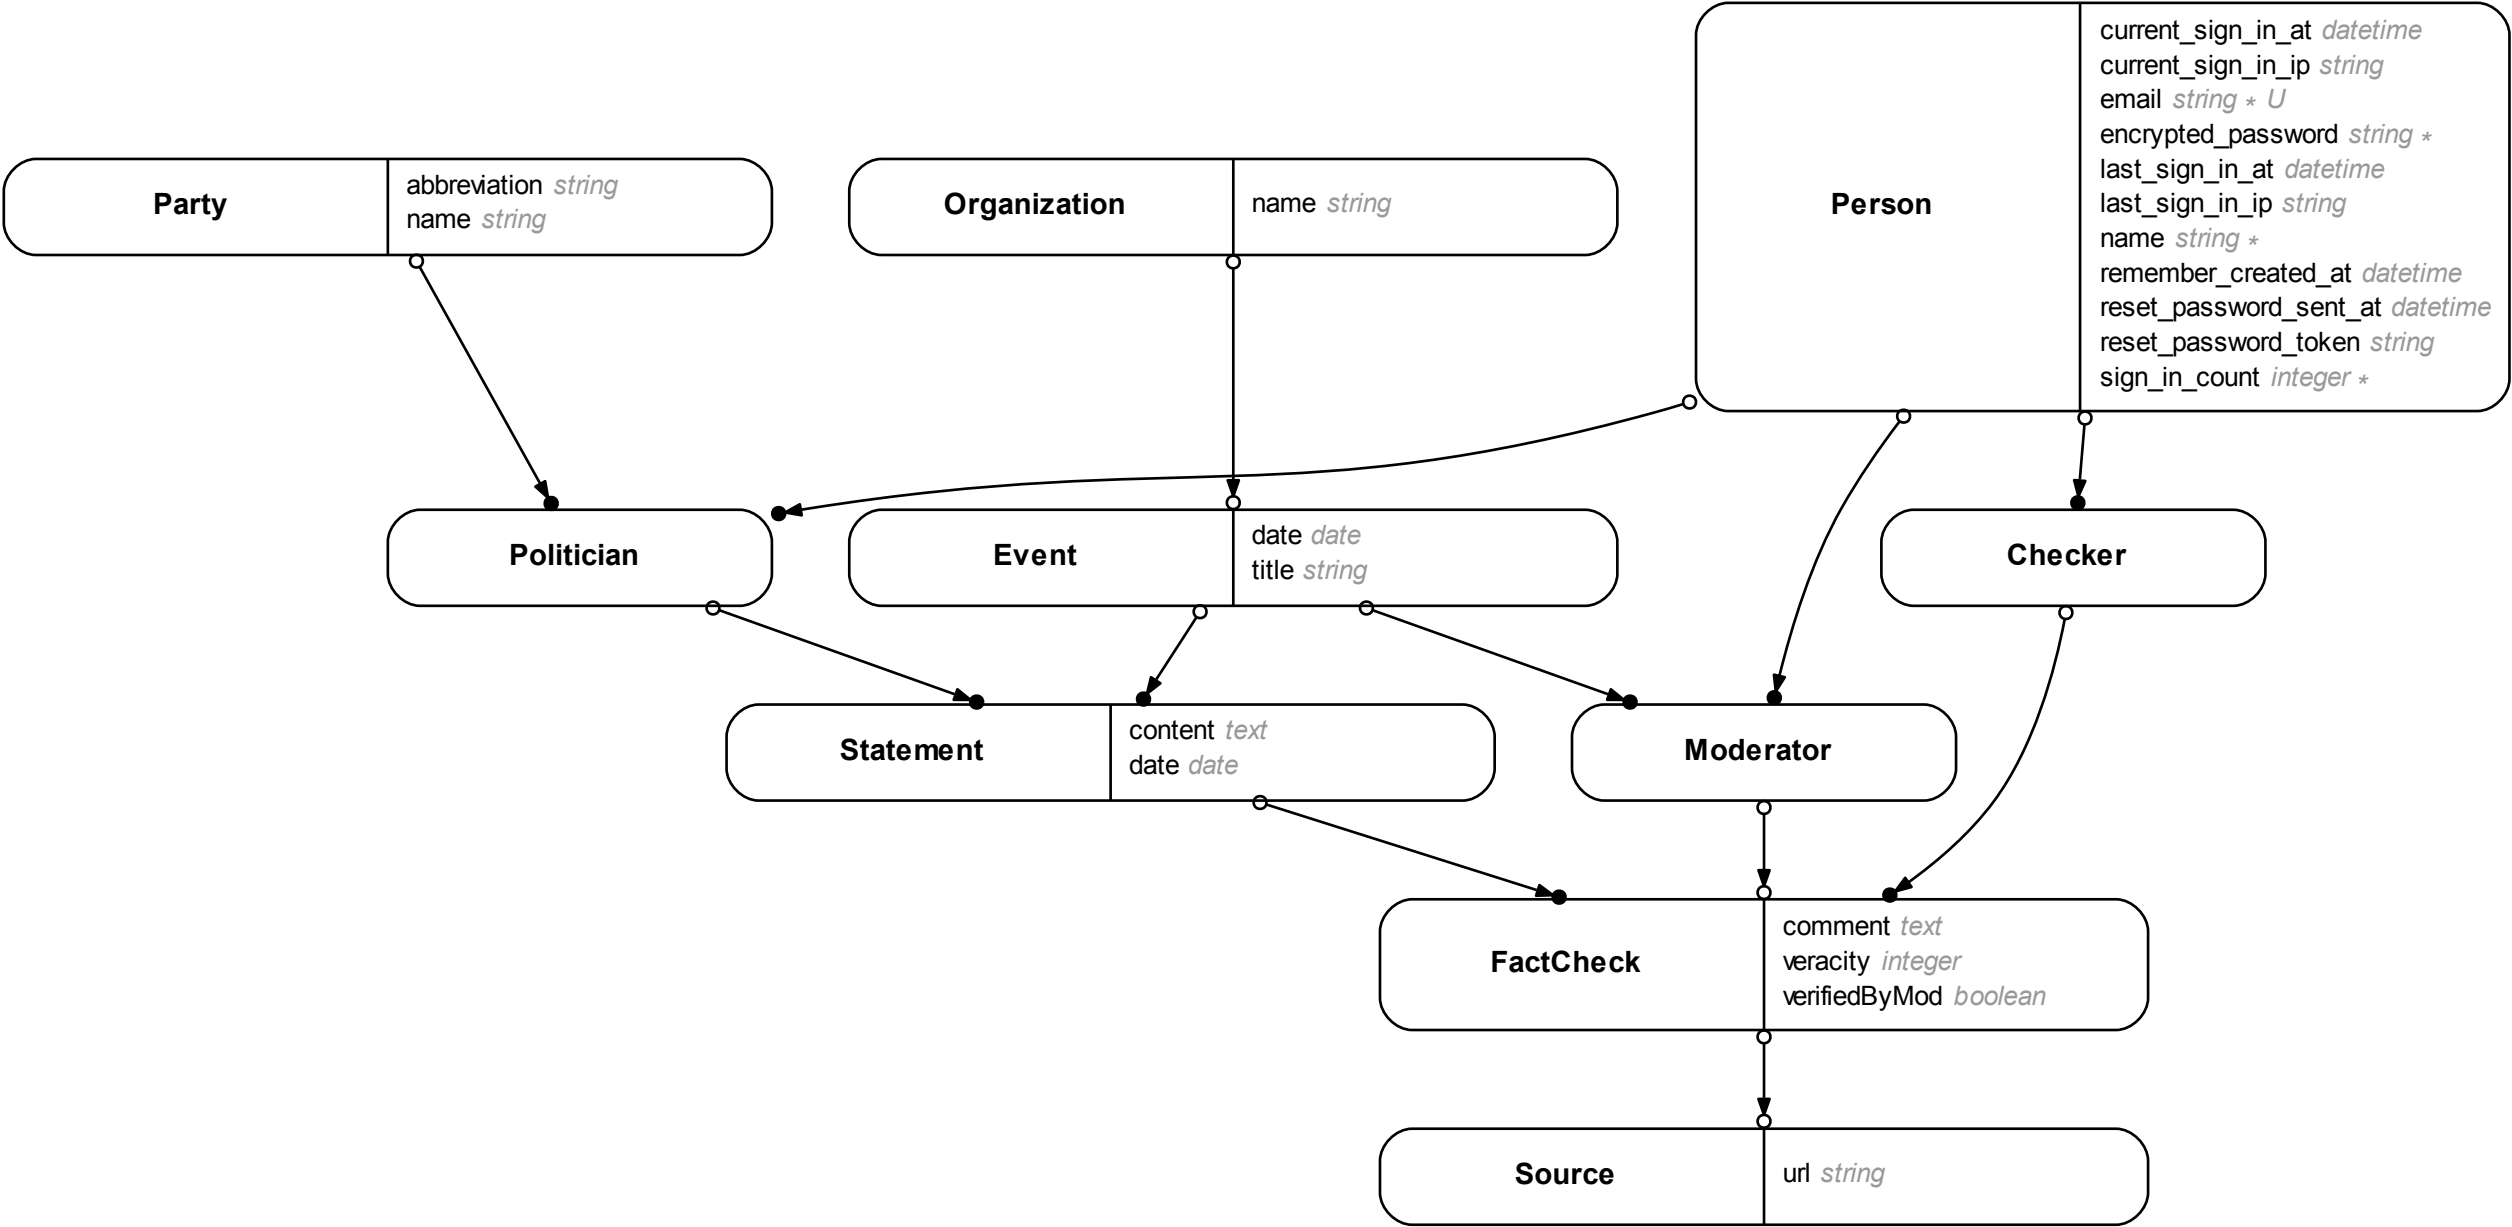 Party
abbreviation string
name string
Organization
name string
Person
current_sign_in_at datetime
current_sign_in_ip string
email string * U
encrypted_password string *
last_sign_in_at datetime
last_sign_in_ip string
name string *
remember_created_at datetime
reset_password_sent_at datetime
reset_password_token string
sign_in_count integer *
Politician
Event
date date
title string
Checker
Statement
content text
date date
Moderator
FactCheck
comment text
veracity integer
verifiedByMod boolean
Source
url string